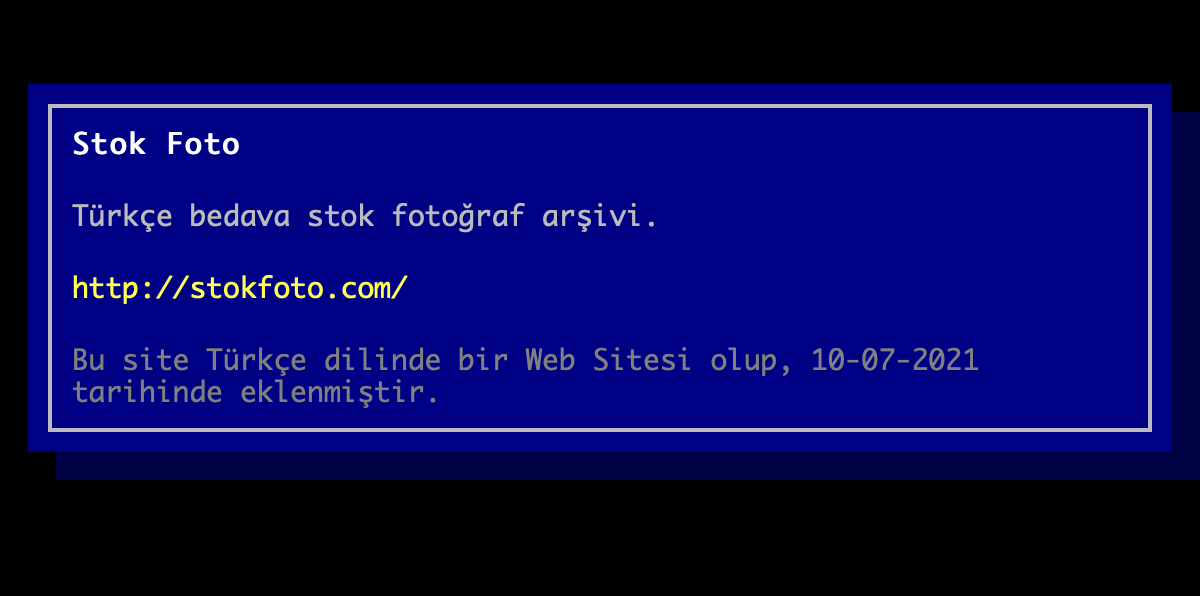 Stok Foto
Türkçe bedava stok fotoğraf arşivi.
http://stokfoto.com/
Bu site Türkçe dilinde bir Web Sitesi olup, 10-07-2021
tarihinde eklenmiştir.